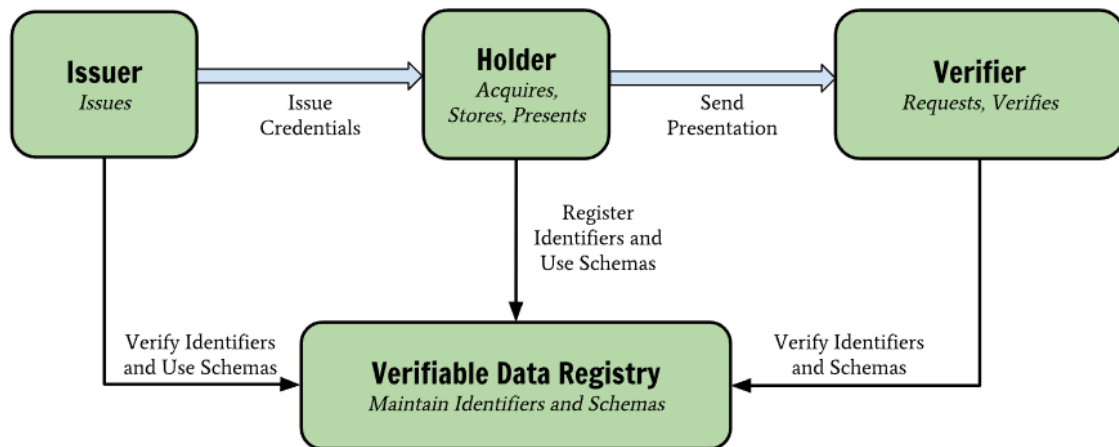 Issuer
Issues
Issue
Credentials
Holder
Acquires,
Stores, Presents
Send
Presentation
Verifier
Requests, Verifies
Register
Identifiers and
Use Schemas
Verify Identifiers
and Use Schemas
Verifiable Data Registry
Maintain Identifiers and Schemas
Verify Identifiers
and Schemas